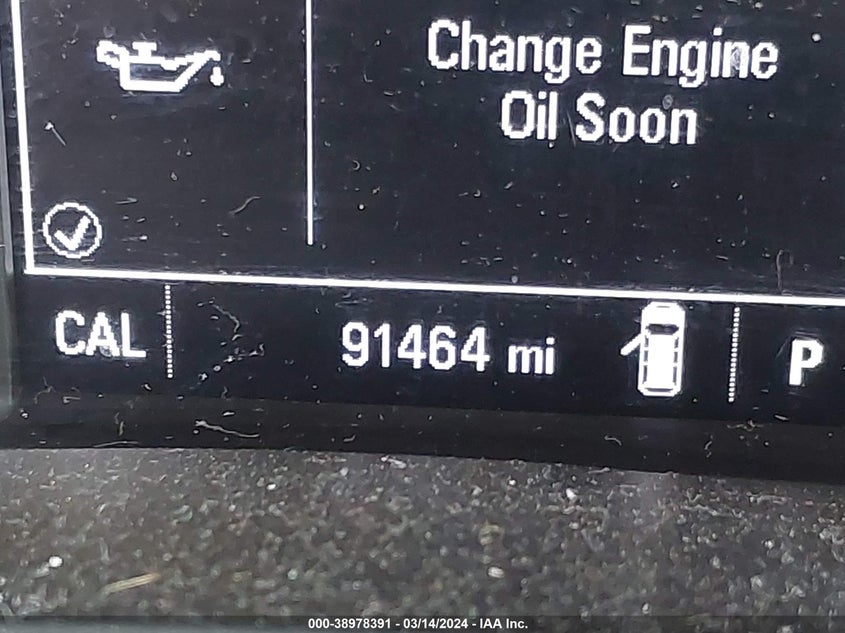 Change Engine
Oil Soon
CAL 91464 mi P
000-38978391 - 03/14/2024 - IAA Inc.